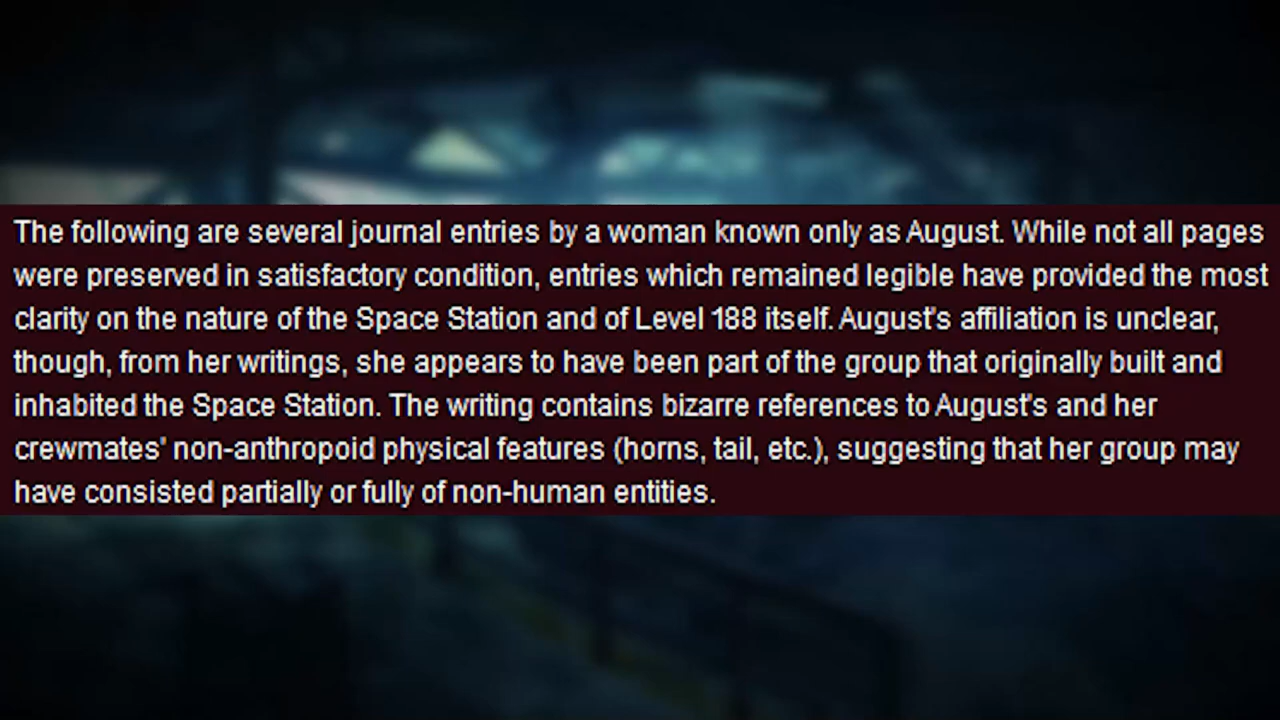 The following are several journal entries by a woman known only as August. While not all pages
were preserved in satisfactory condition, entries which remained legible have provided the most
clarity on the nature of the Space Station and of Level 188 itself. August's affiliation is unclear,
though, from her writings, she appears to have been part of the group that originally built and
inhabited the Space Station. The writing contains bizarre references to August's and her
crewmates' non-anthropoid physical features (horns, tail, etc.), suggesting that her group may
have consisted partially or fully of non-human entities.